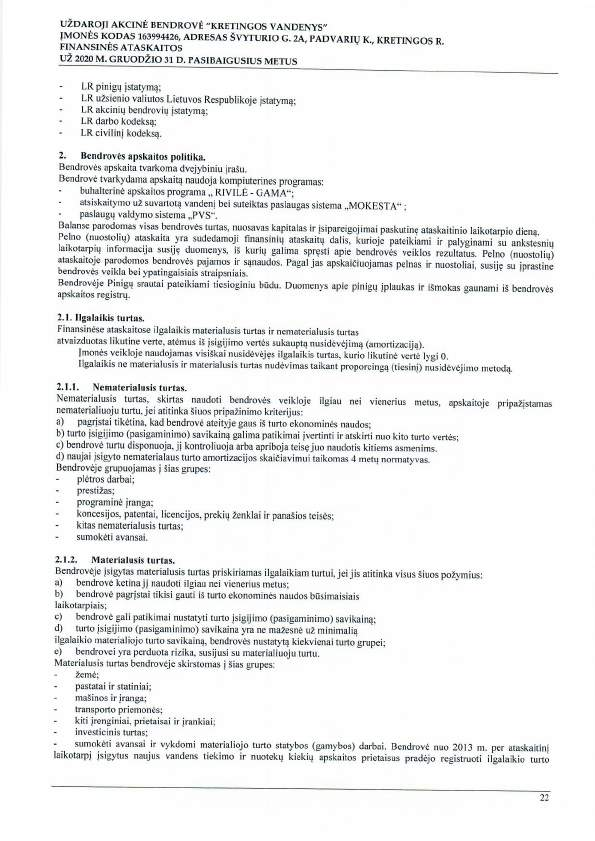 UŽDAROJI AKCINĖ BENDROVĖ "KRETINGOS VANDENYS"
ĮMONĖS KODAS 163994426, ADRESAS ŠVYTURIO G. 2A, PADVARIŲ K., KRETINGOS R.
FINANSINĖS ATASKAITOS
UŽ 2020 M. GRUODŽIO 31 D. PASIBAIGUSIUS METUS
- LR pinigų įstatymą;
- LR užsienio valiutos Lietuvos Respublikoje įstatymą;
- LR akcinių bendrovių įstatymą;
- LR darbo kodeksą;
- LR civilinį kodeksą.
2. Bendrovės apskaitos politika.
Bendrovės apskaita tvarkoma dvejybiniu įrašu.
Bendrovė tvarkydama apskaitą naudoja kompiuterines programas:
- buhalterinė apskaitos programa „ RIVILĖ - GAMA“;
- atsiskaitymo už suvartotą vandenį bei suteiktas paslaugas sistema „MOKESTA“ ;
- paslaugų valdymo sistema „PVS“.
Balanse parodomas visas bendrovės turtas, nuosavas kapitalas ir įsipareigojimai paskutinę ataskaitinio laikotarpio dieną.
Pelno (nuostolių) ataskaita yra sudedamoji finansinių ataskaitų dalis, kurioje pateikiami ir palyginami su ankstesnių
laikotarpių informacija susiję duomenys, iš kurių galima spręsti apie bendrovės veiklos rezultatus. Pelno (nuostolių)
ataskaitoje parodomos bendrovės pajamos ir sąnaudos. Pagal jas apskaičiuojamas pelnas ir nuostoliai, susiję su įprastine
bendrovės veikla bei ypatingaisiais straipsniais.
Bendrovėje Pinigų srautai pateikiami tiesioginiu būdu. Duomenys apie pinigų įplaukas ir išmokas gaunami iš bendrovės
apskaitos registrų.
2.1. Ilgalaikis turtas.
Finansinėse ataskaitose ilgalaikis materialusis turtas ir nematerialusis turtas
atvaizduotas likutine verte, atėmus iš įsigijimo vertės sukauptą nusidėvėjimą (amortizaciją).
Įmonės veikloje naudojamas visiškai nusidėvėjęs ilgalaikis turtas, kurio likutinė vertė lygi 0.
Ilgalaikis ne materialusis ir materialusis turtas nudėvimas taikant proporcingą (tiesinį) nusidėvėjimo metodą.
2.1.1. Nematerialusis turtas.
Nematerialusis turtas, skirtas naudoti bendrovės veikloje ilgiau nei vienerius metus, apskaitoje pripažįstamas
nematerialiuoju turtu, jei atitinka šiuos pripažinimo kriterijus:
a) pagrįstai tikėtina, kad bendrovė ateityje gaus iš turto ekonominės naudos;
b) turto įsigijimo (pasigaminimo) savikainą galima patikimai įvertinti ir atskirti nuo kito turto vertės;
c) bendrovė turtu disponuoja, jį kontroliuoja arba apriboja teisę juo naudotis kitiems asmenims.
d) naujai įsigyto nematerialaus turto amortizacijos skaičiavimui taikomas 4 metų normatyvas.
Bendrovėje grupuojamas į šias grupes:
- plėtros darbai;
- prestižas;
- programinė įranga;
- koncesijos, patentai, licencijos, prekių ženklai ir panašios teisės;
- kitas nematerialusis turtas;
- sumokėti avansai.
2.1.2. Materialusis turtas.
Bendrovėje įsigytas materialusis turtas priskiriamas ilgalaikiam turtui, jei jis atitinka visus šiuos požymius:
a) bendrovė ketina jį naudoti ilgiau nei vienerius metus;
b) bendrovė pagrįstai tikisi gauti iš turto ekonominės naudos būsimaisiais
laikotarpiais;
c) bendrovė gali patikimai nustatyti turto įsigijimo (pasigaminimo) savikainą;
d) turto įsigijimo (pasigaminimo) savikaina yra ne mažesnė už minimalią
ilgalaikio materialiojo turto savikainą, bendrovės nustatytą kiekvienai turto grupei;
e) bendrovei yra perduota rizika, susijusi su materialiuoju turtu.
Materialusis turtas bendrovėje skirstomas į šias grupes:
- žemė;
- pastatai ir statiniai;
- mašinos ir įranga;
- transporto priemonės;
- kiti įrenginiai, prietaisai ir įrankiai;
- investicinis turtas;
- sumokėti avansai ir vykdomi materialiojo turto statybos (gamybos) darbai. Bendrovė nuo 2013 m. per ataskaitinį
laikotarpį įsigytus naujus vandens tiekimo ir nuotekų kiekių apskaitos prietaisus pradėjo registruoti ilgalaikio turto
22